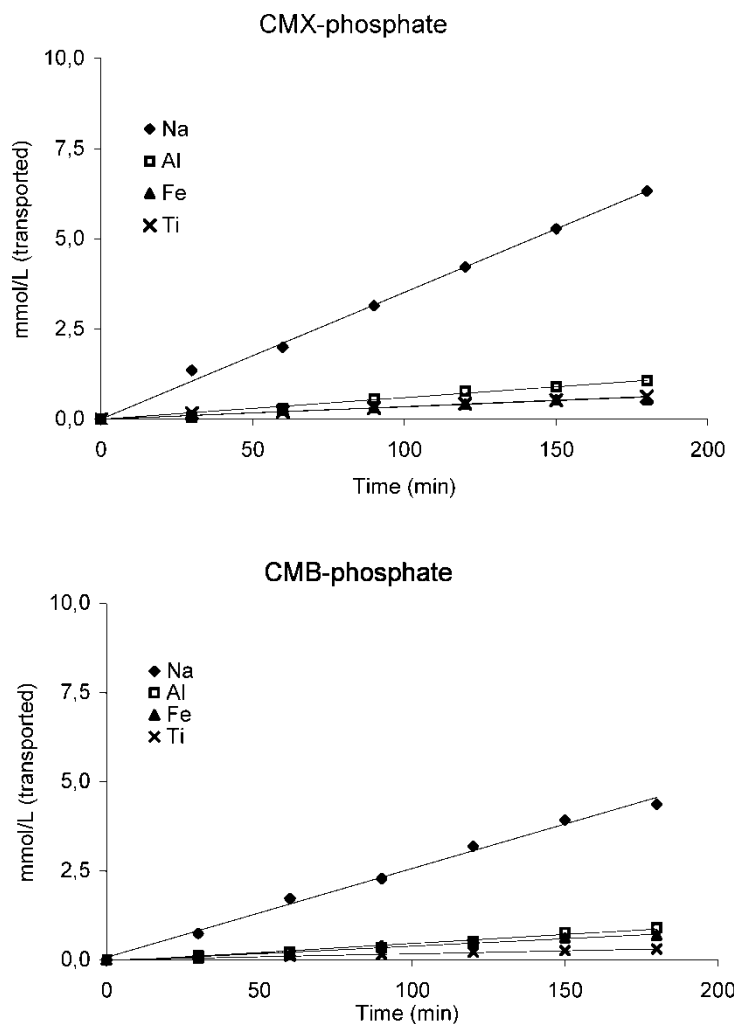 CMX-phosphate
10,0
7,5
5,0
2,5
0,0
mmol/L (transported)
Na
Al
Fe
Ti
0
50
100
150
200
Time (min)
CMB-phosphate
10,0
7,5
5,0
2,5
0,0
mmol/L (transported)
Na
Al
Fe
Ti
0
50
100
150
200
Time (min)